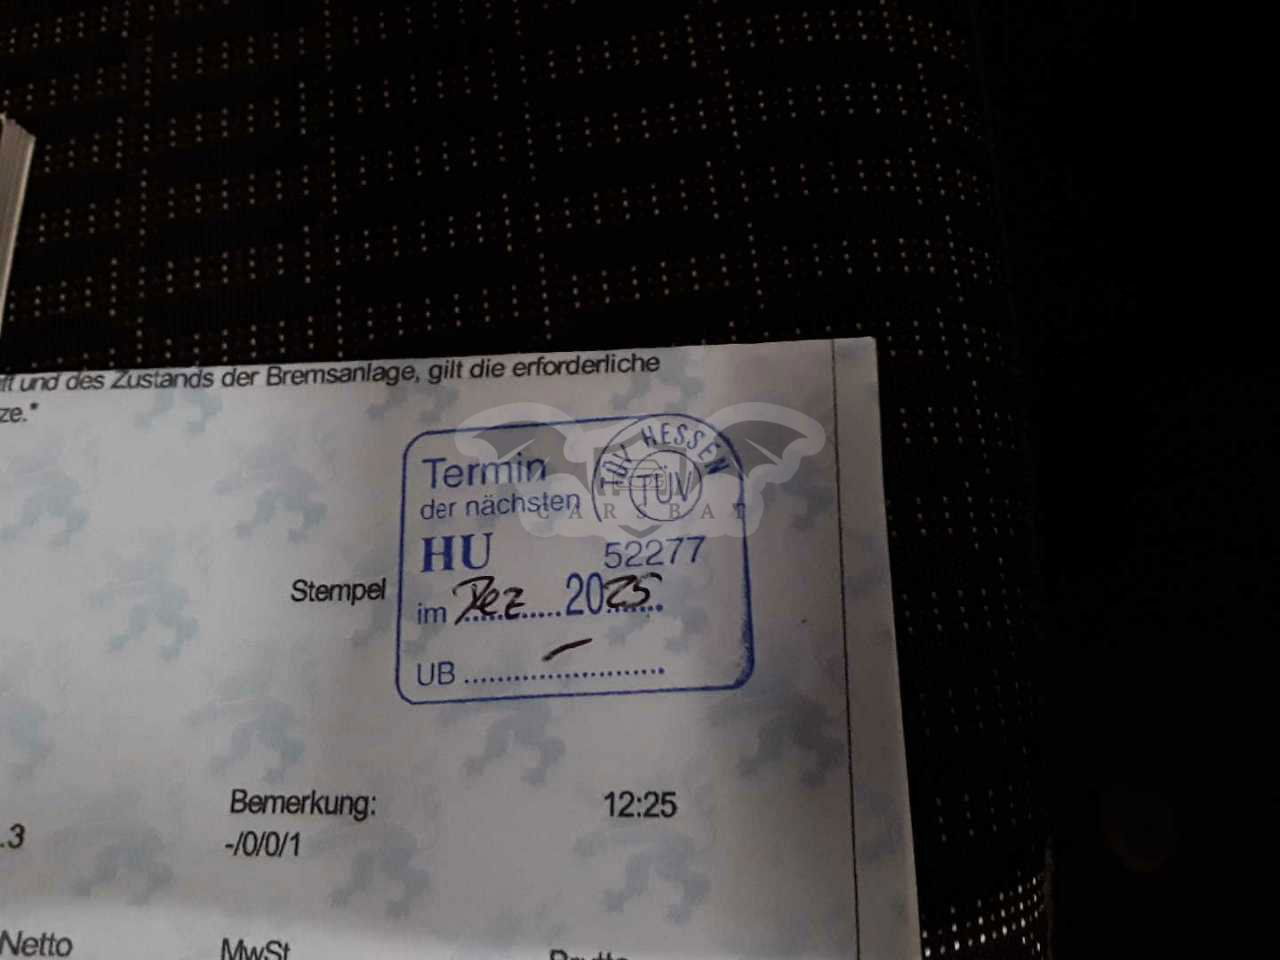 ft und des Zustands der Bremsanlage, gilt die erforderliche
ze.*
TÜV HESSEN
TÜV
CARSBAT
Termin
der nächsten
HU
52277
Stempel
im Dez 2025
UB
Bemerkung:
12:25
.3
-/0/0/1
Netto
MwSt